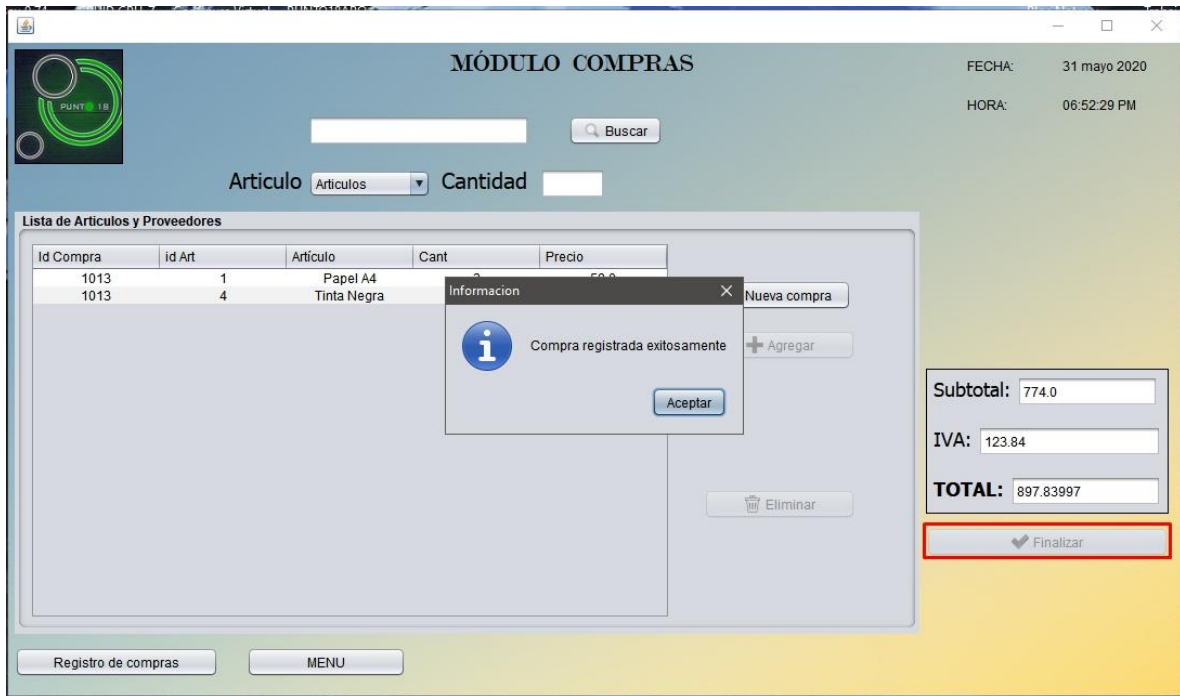 MÓDULO COMPRAS
FECHA: 31 mayo 2020
PUNTO 18
HORA: 06:52:29 PM
Buscar
Articulo Articulos Cantidad
Lista de Articulos y Proveedores
Id Compra id Art Artículo Cant Precio
1013 1 Papel A4
1013 4 Tinta Negra
Informacion
Nueva compra
Compra registrada exitosamente
Agregar
Aceptar
Subtotal: 774.0
IVA: 123.84
TOTAL: 897.83997
Eliminar
Finalizar
Registro de compras MENU